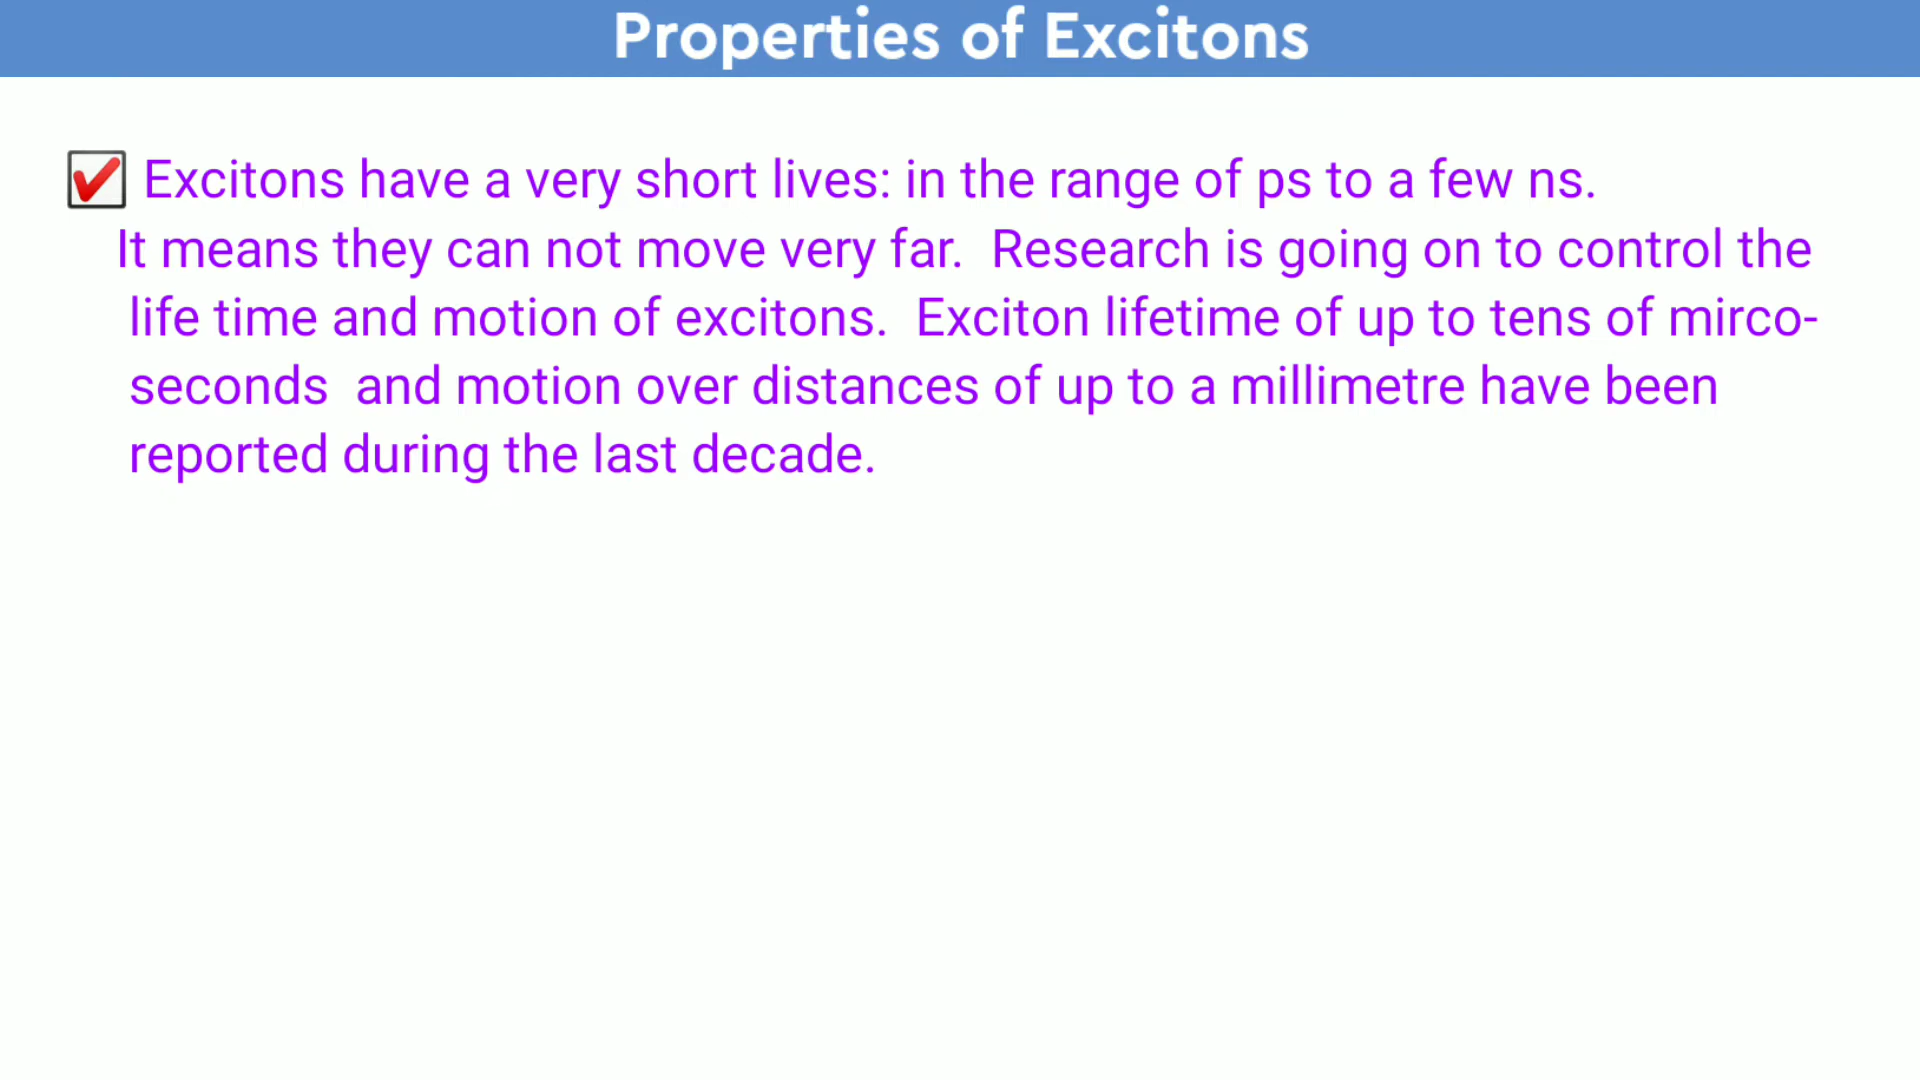 Properties of Excitons
☑ Excitons have a very short lives: in the range of ps to a few ns.
It means they can not move very far.  Research is going on to control the
life time and motion of excitons.  Exciton lifetime of up to tens of mirco-
seconds  and motion over distances of up to a millimetre have been
reported during the last decade.